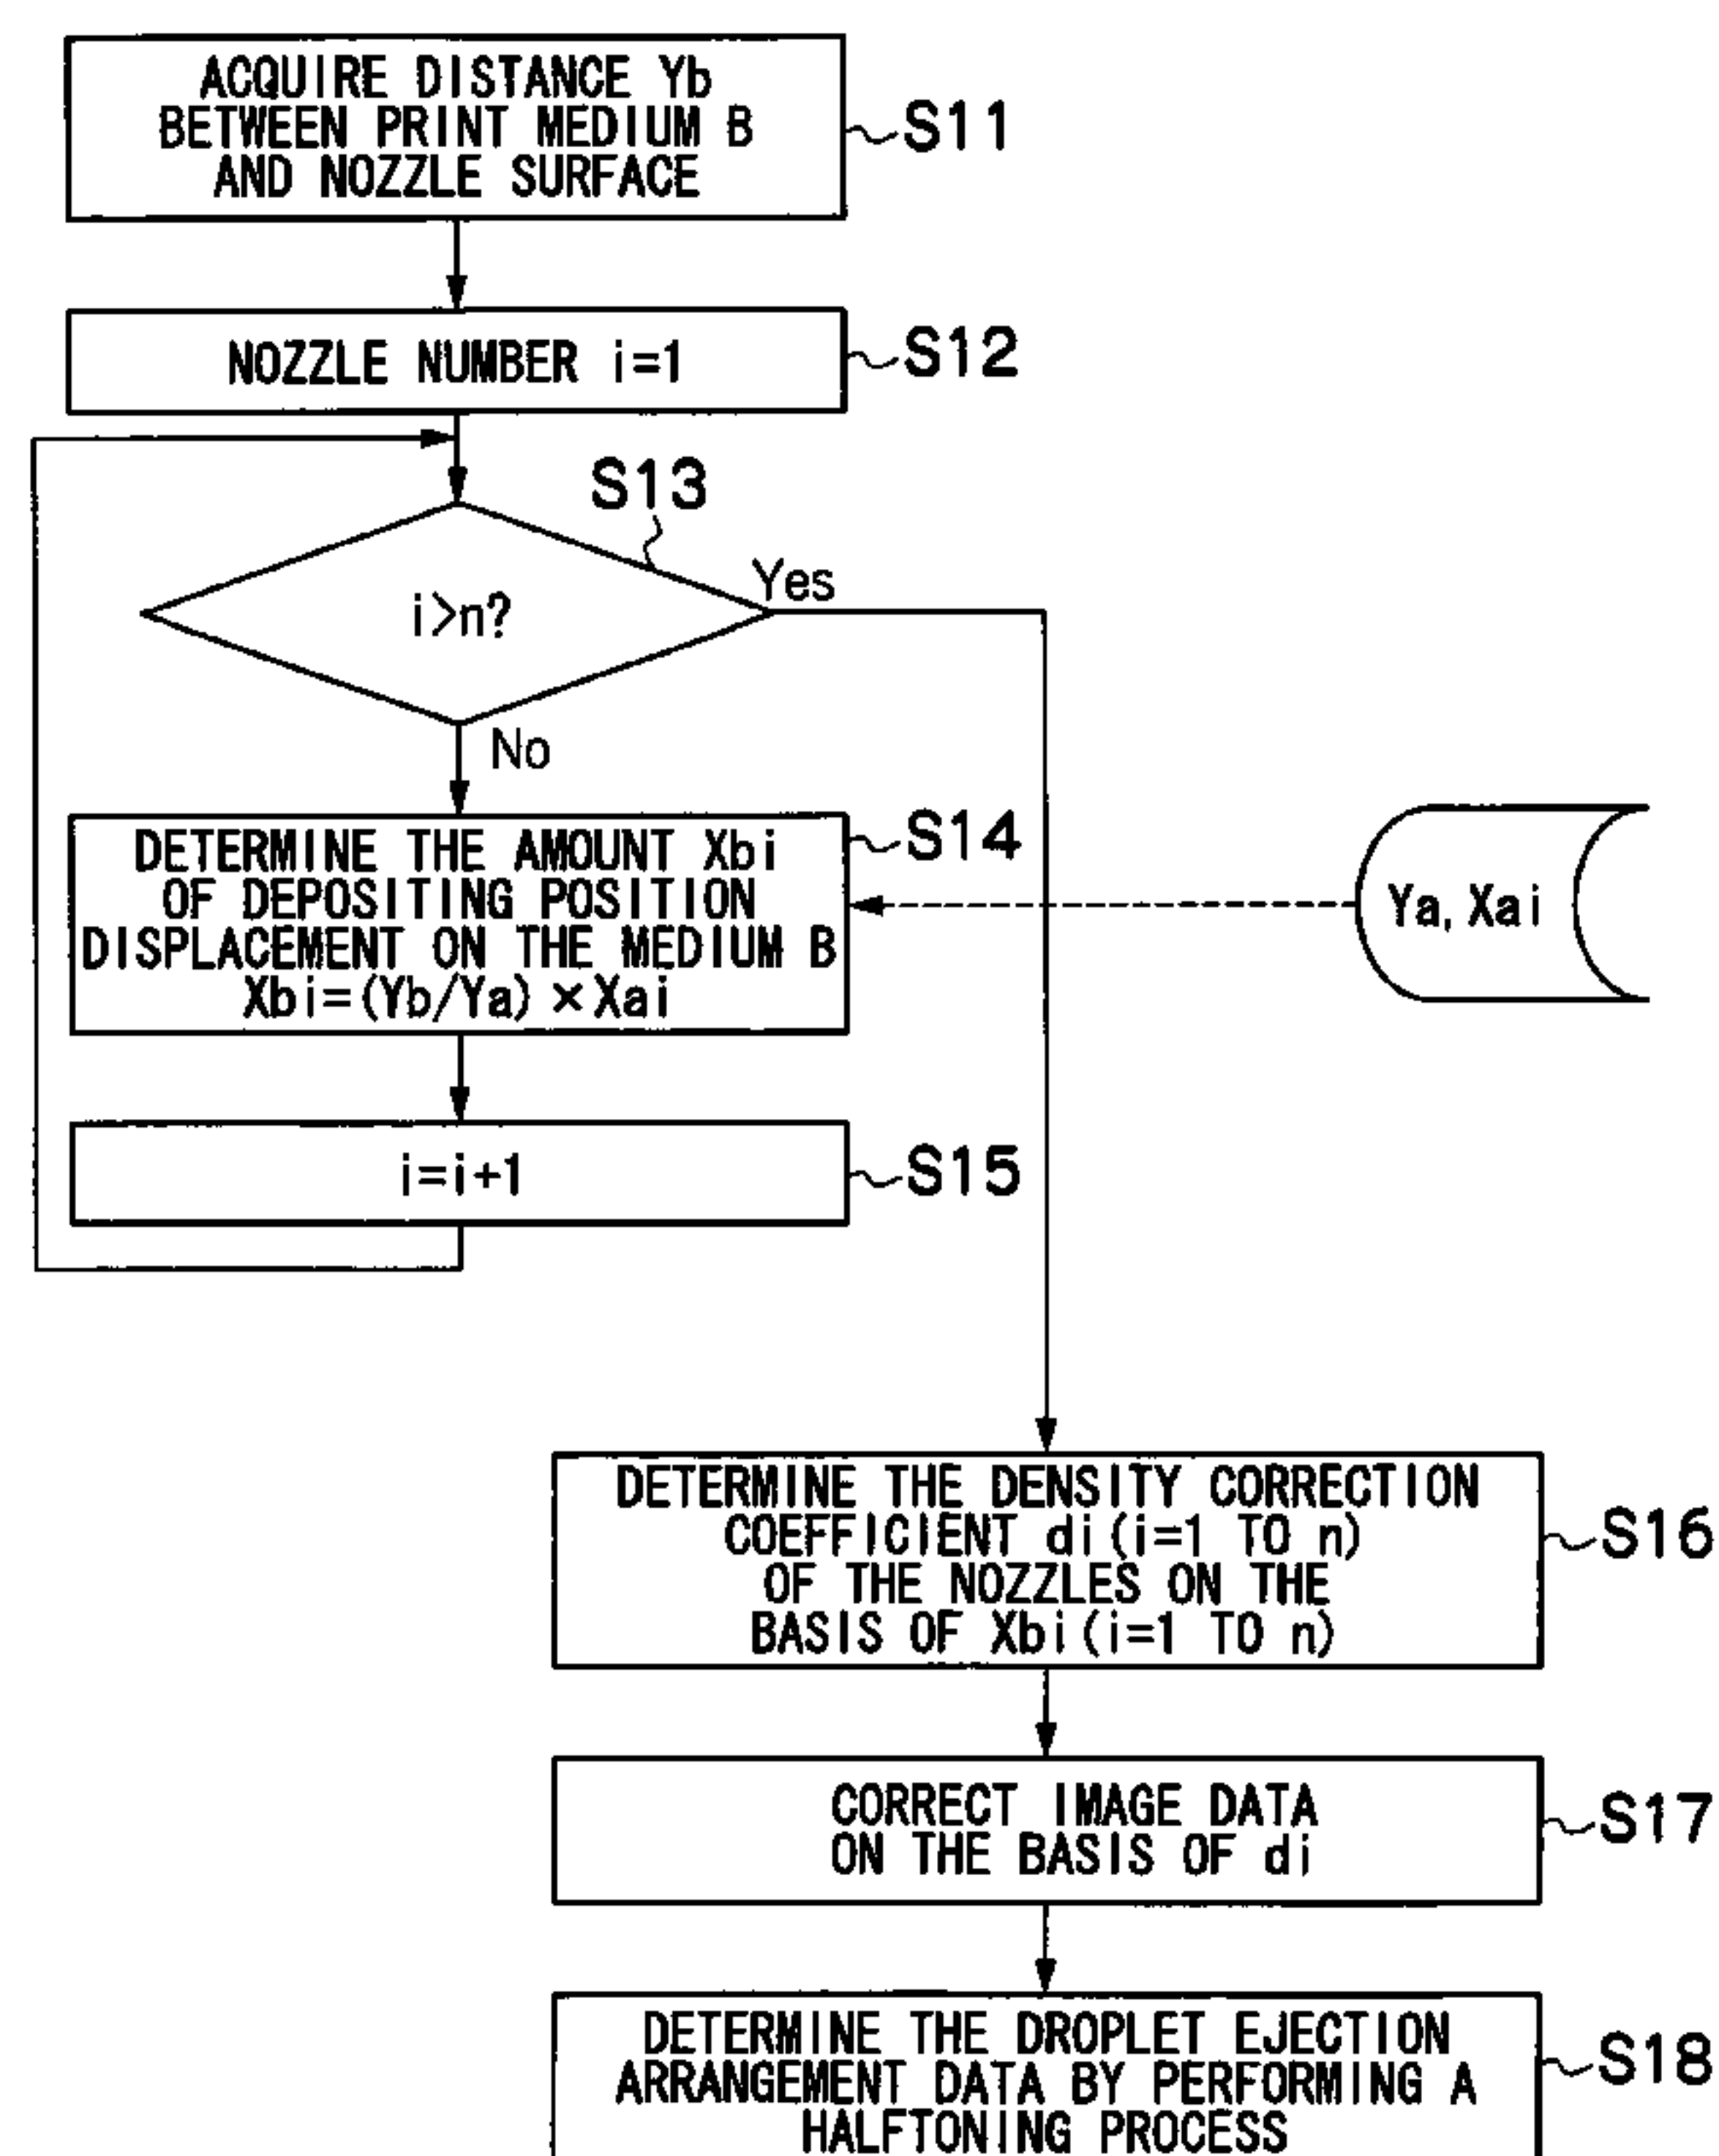 ACQUIRE DISTANCE Yb
BETWEEN PRINT MEDIUM B
AND NOZZLE SURFACE
S11
NOZZLE NUMBER i=1
S12
S13
i>n?
Yes
No
DETERMINE THE AMOUNT Xbi
OF DEPOSITING POSITION
DISPLACEMENT ON THE MEDIUM B
Xbi=(Yb/Ya)×Xai
S14
Ya, Xai
i=i+1
S15
DETERMINE THE DENSITY CORRECTION
COEFFICIENT di(i=1 TO n)
OF THE NOZZLES ON THE
BASIS OF Xbi(i=1 TO n)
S16
CORRECT IMAGE DATA
ON THE BASIS OF di
S17
DETERMINE THE DROPLET EJECTION
ARRANGEMENT DATA BY PERFORMING A
HALFTONING PROCESS
S18